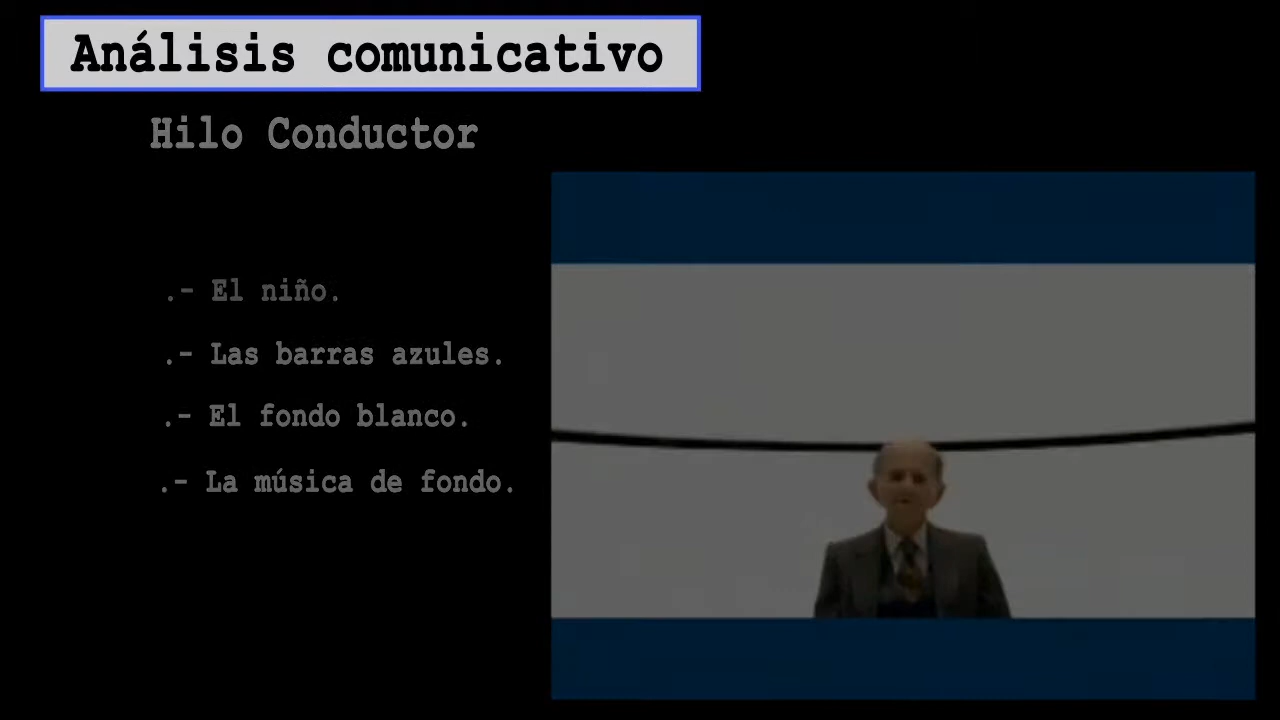 Análisis comunicativo
Hilo Conductor
.- El niño.
.- Las barras azules.
.- El fondo blanco.
.- La música de fondo.